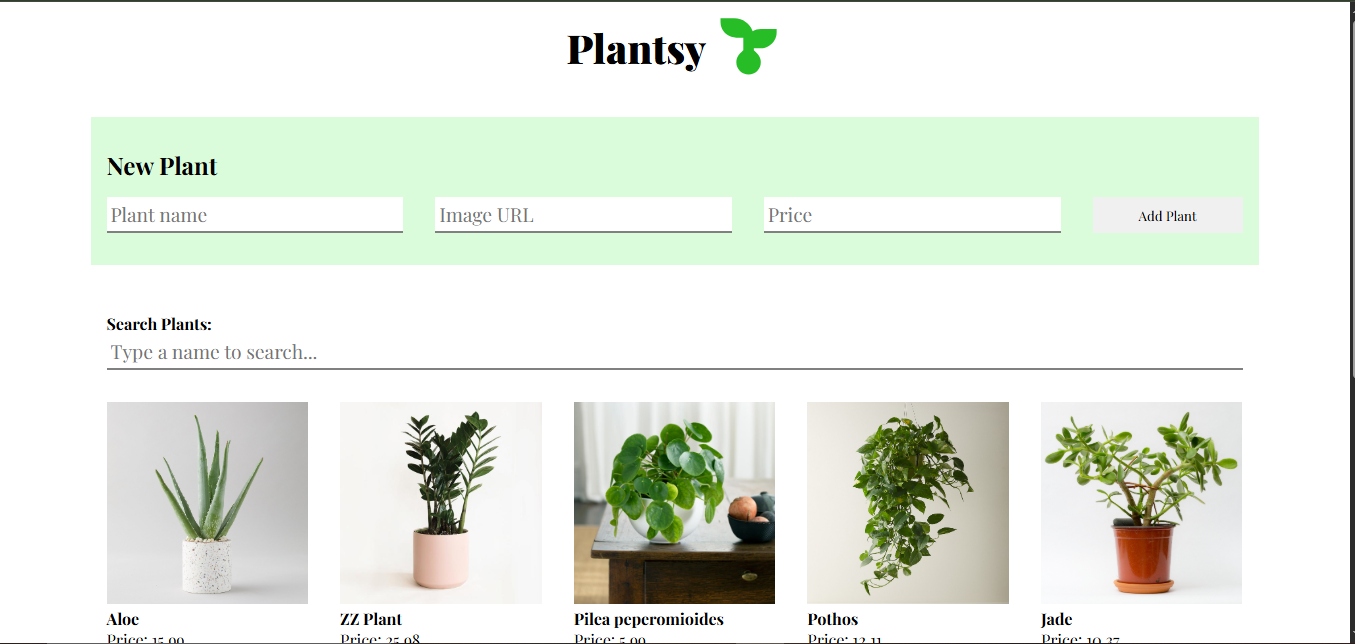 Plantsy
New Plant
Plant name Image URL Price Add Plant
Search Plants:
Type a name to search...
Aloe ZZ Plant Pilea peperomioides Pothos Jade
Price: 15.99 Price: 25.98 Price: 5.99 Price: 12.11 Price: 10.37